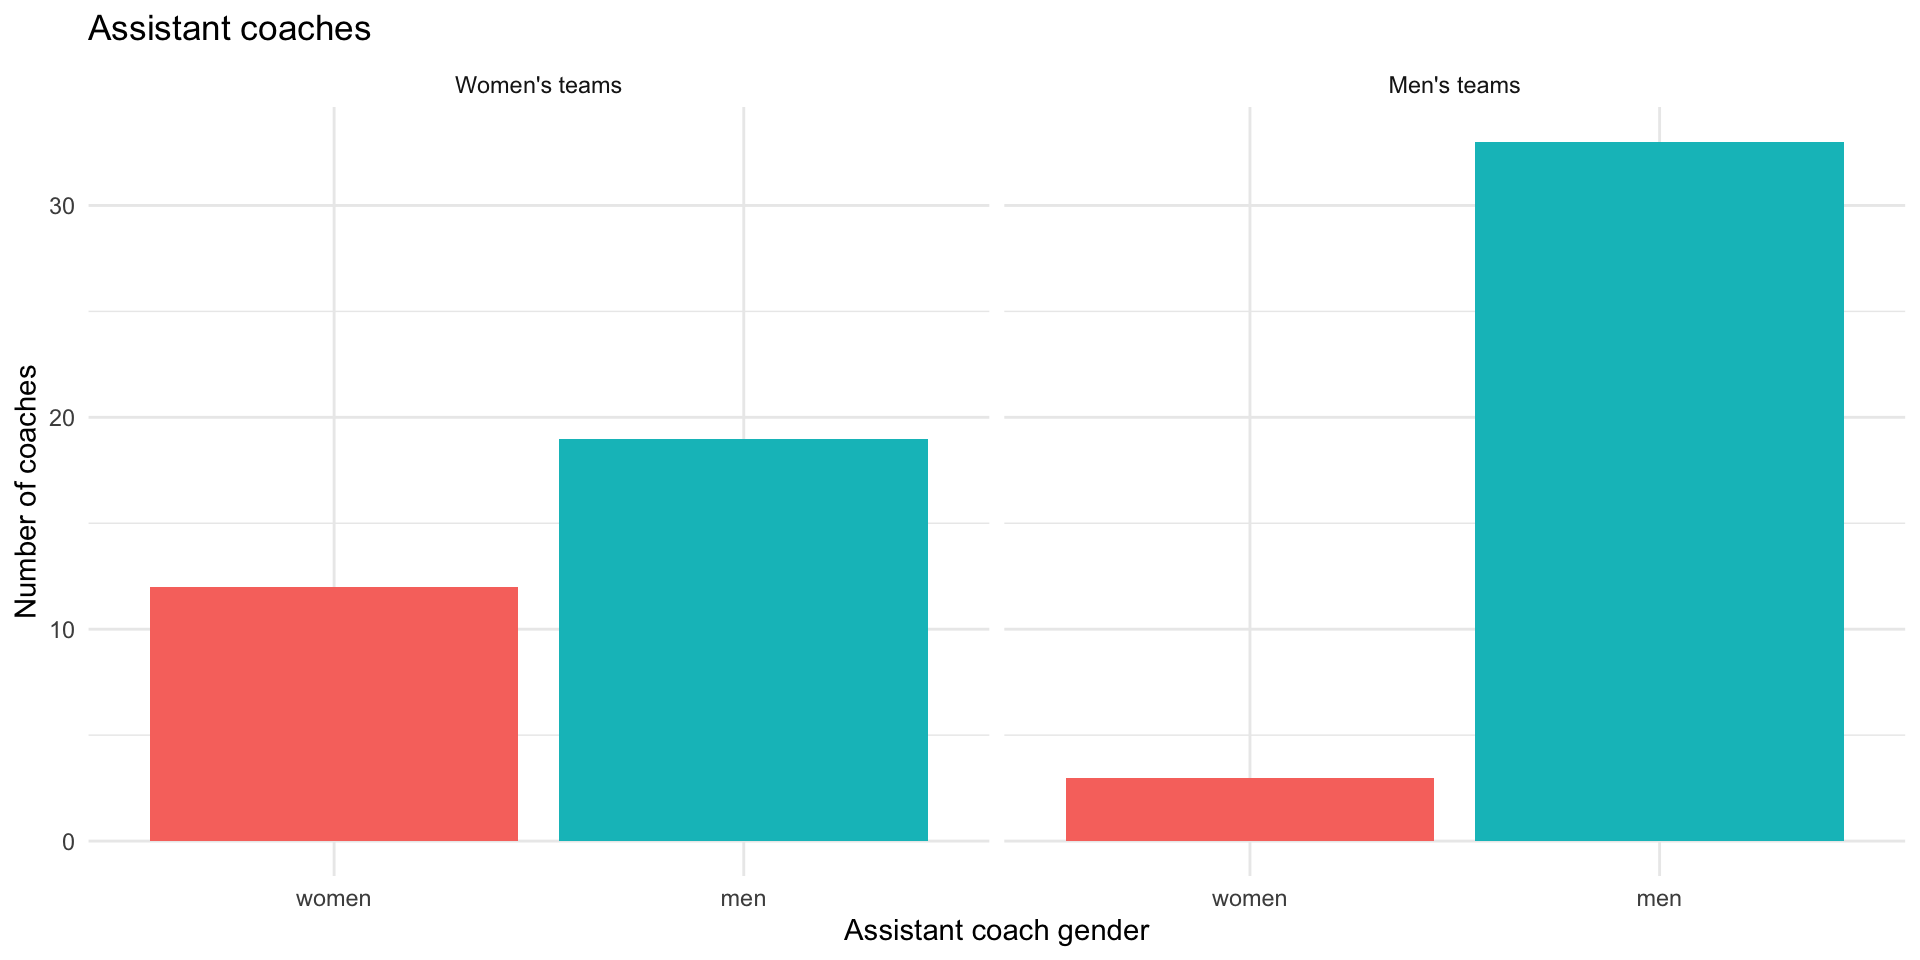 Assistant coaches
Women's teams
Men's teams
Number of coaches
30
20
10
0
women
men
women
men
Assistant coach gender